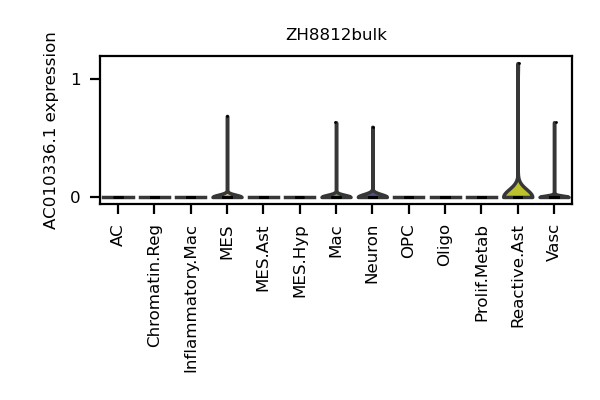 ZH8812bulk
AC010336.1 expression
1
0
AC
Chromatin.Reg
Inflammatory.Mac
MES
MES.Ast
MES.Hyp
Mac
Neuron
OPC
Oligo
Prolif.Metab
Reactive.Ast
Vasc